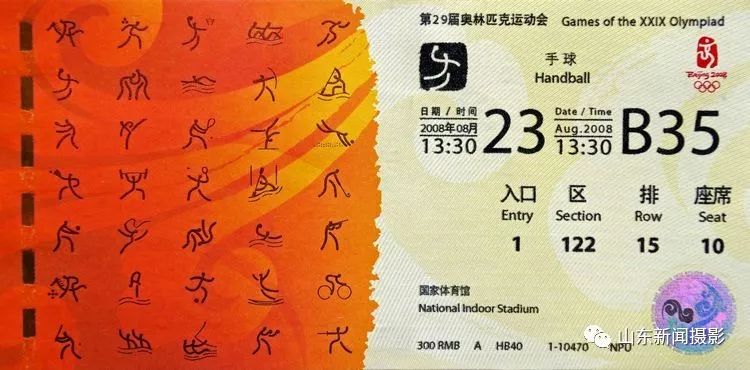 第29届奥林匹克运动会 Games of the XXIX Olympiad
手球
Handball
Beijing 2008
日期 / 时间
2008年08月
13:30
23
Date / Time
Aug.2008
13:30
B35
入口 区 排 座席
Entry Section Row Seat
1 122 15 10
国家体育馆
National Indoor Stadium
300 RMB A HB40 1-10470 NPU
山东新闻摄影